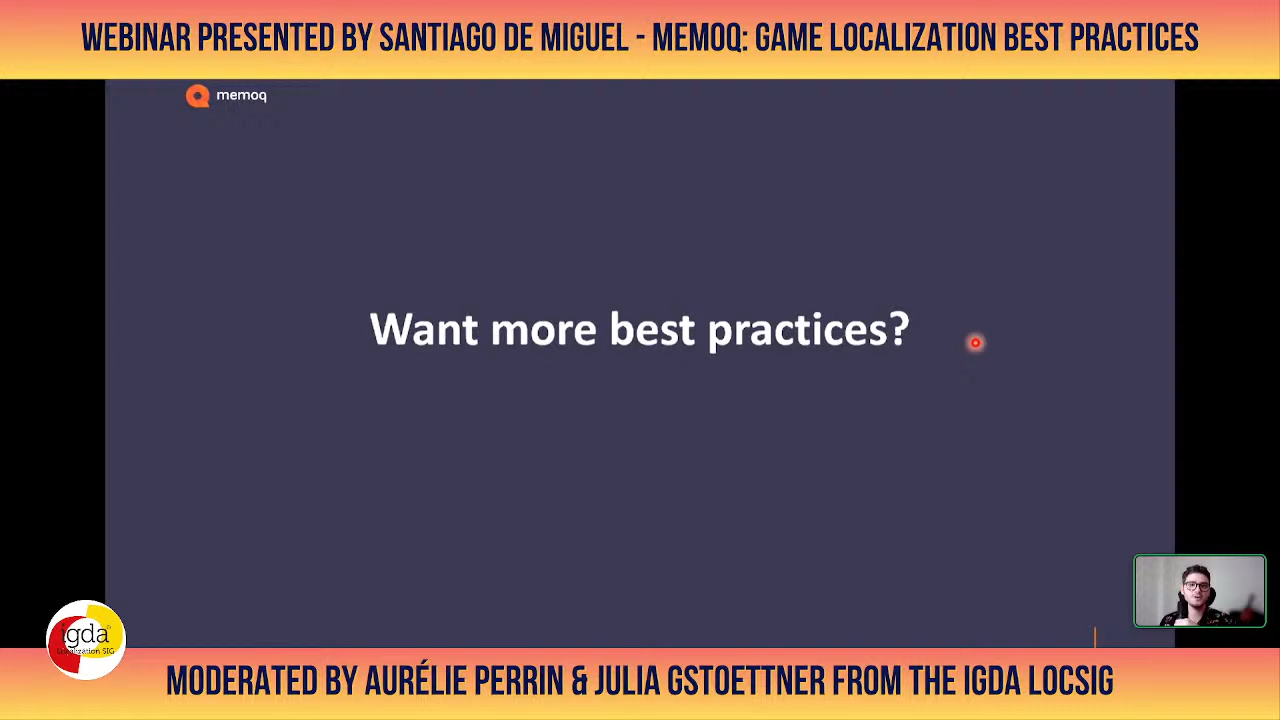 WEBINAR PRESENTED BY SANTIAGO DE MIGUEL - MEMOQ: GAME LOCALIZATION BEST PRACTICES
memoq
Want more best practices?
igda
Localization SIG
MODERATED BY AURÉLIE PERRIN & JULIA GSTOETTNER FROM THE IGDA LOCSIG